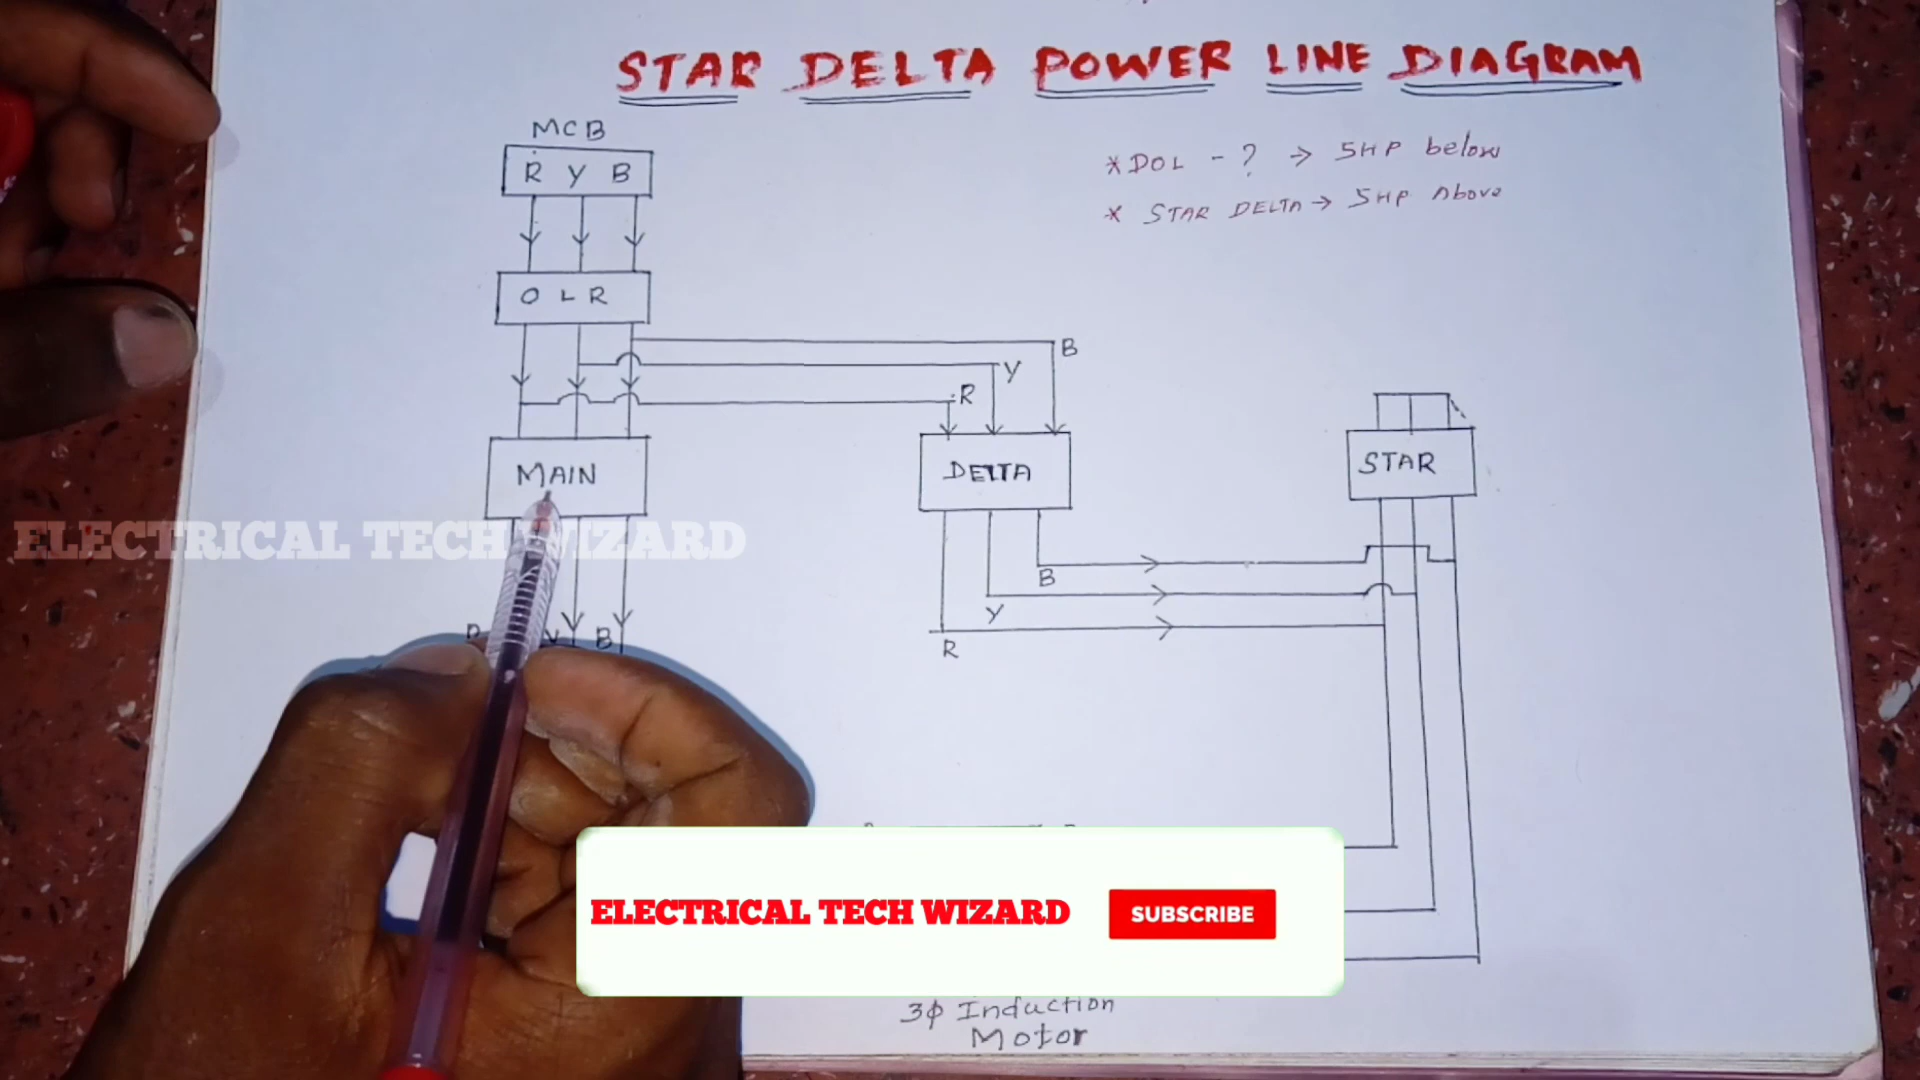 STAR DELTA POWER LINE DIAGRAM
MCB
R Y B
* DOL - ? → 5HP below
* STAR DELTA → 5HP Above
OLR
B
Y
R
MAIN
DELTA
STAR
ELECTRICAL TECH WIZARD
B
Y
R
B
ELECTRICAL TECH WIZARD
SUBSCRIBE
3φ Induction
Motor